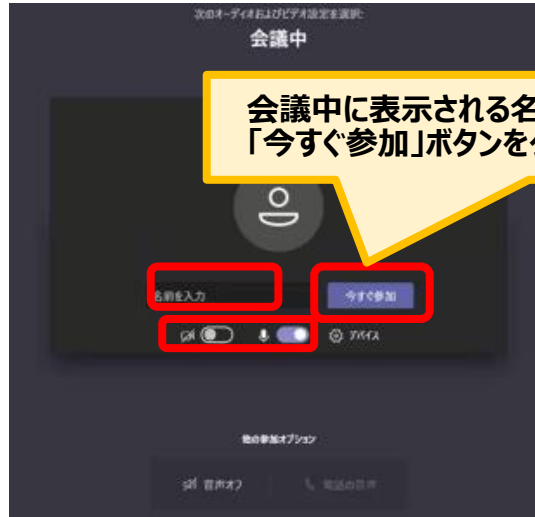 次のオーディオおよびビデオ設定を選択:
会議中
会議中に表示される名
「今すぐ参加」ボタンを
名前を入力
今すぐ参加
デバイス
他の参加オプション
音声オフ
電話の音声